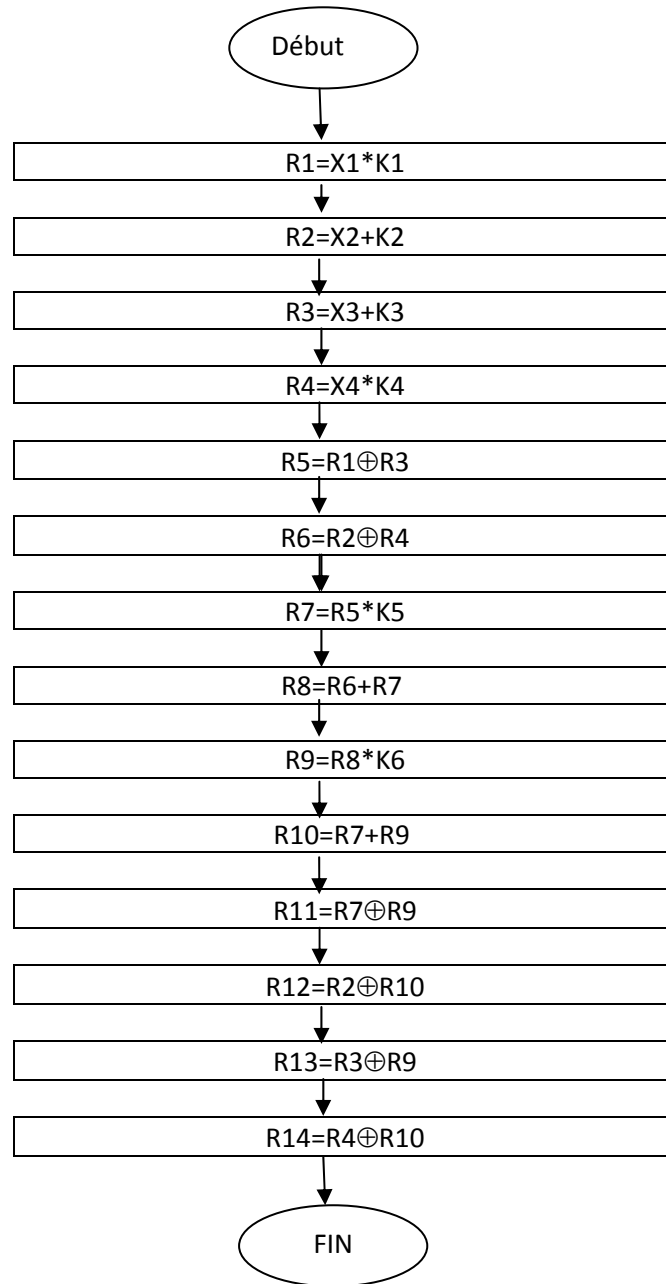 Début
R1=X1*K1
R2=X2+K2
R3=X3+K3
R4=X4*K4
R5=R1⊕R3
R6=R2⊕R4
R7=R5*K5
R8=R6+R7
R9=R8*K6
R10=R7+R9
R11=R7⊕R9
R12=R2⊕R10
R13=R3⊕R9
R14=R4⊕R10
FIN